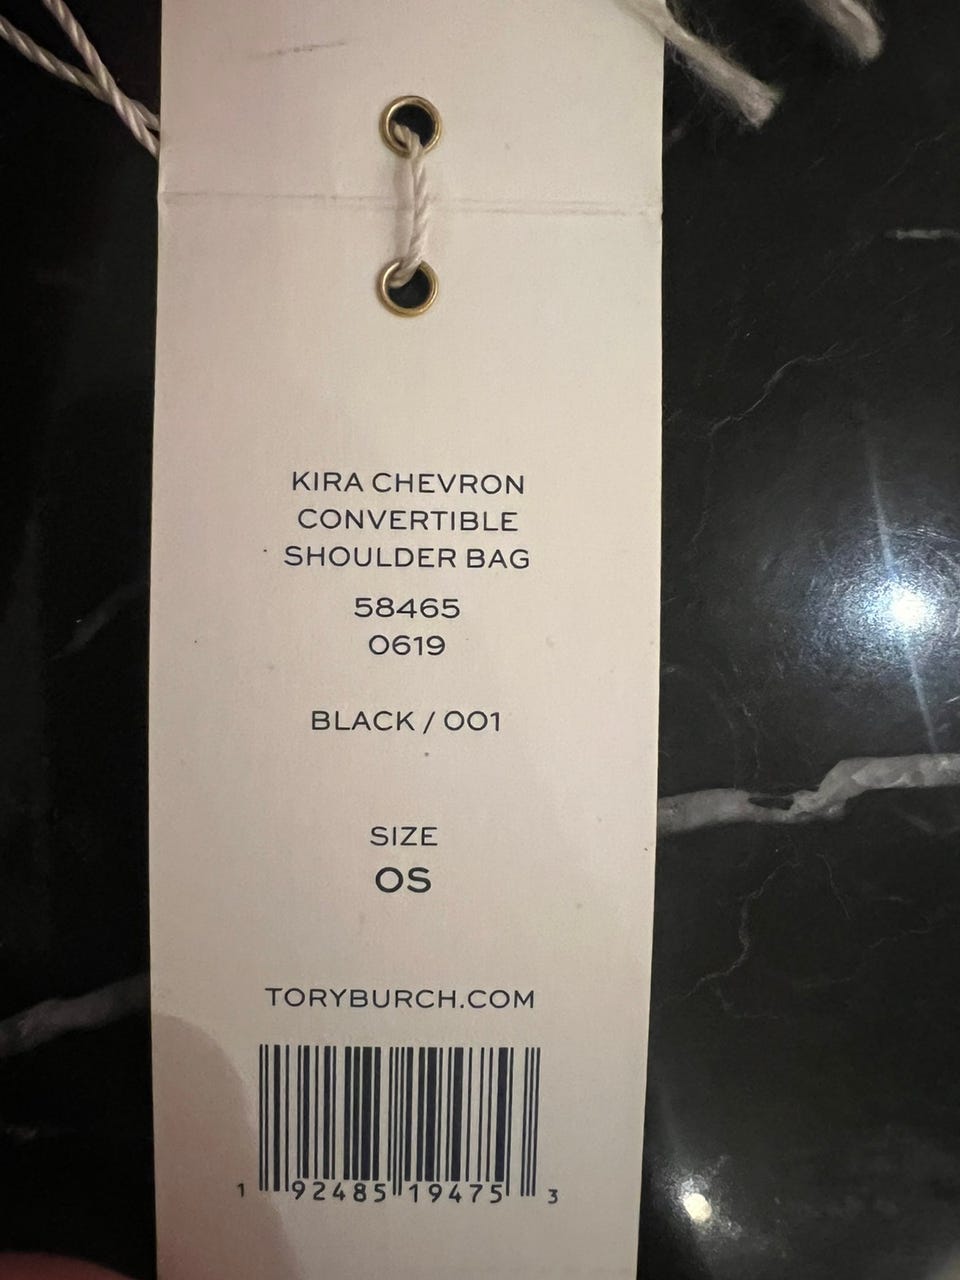 KIRA CHEVRON
CONVERTIBLE
SHOULDER BAG
58465
0619
BLACK / 001
SIZE
OS
TORYBURCH.COM
1 92485 19475 3